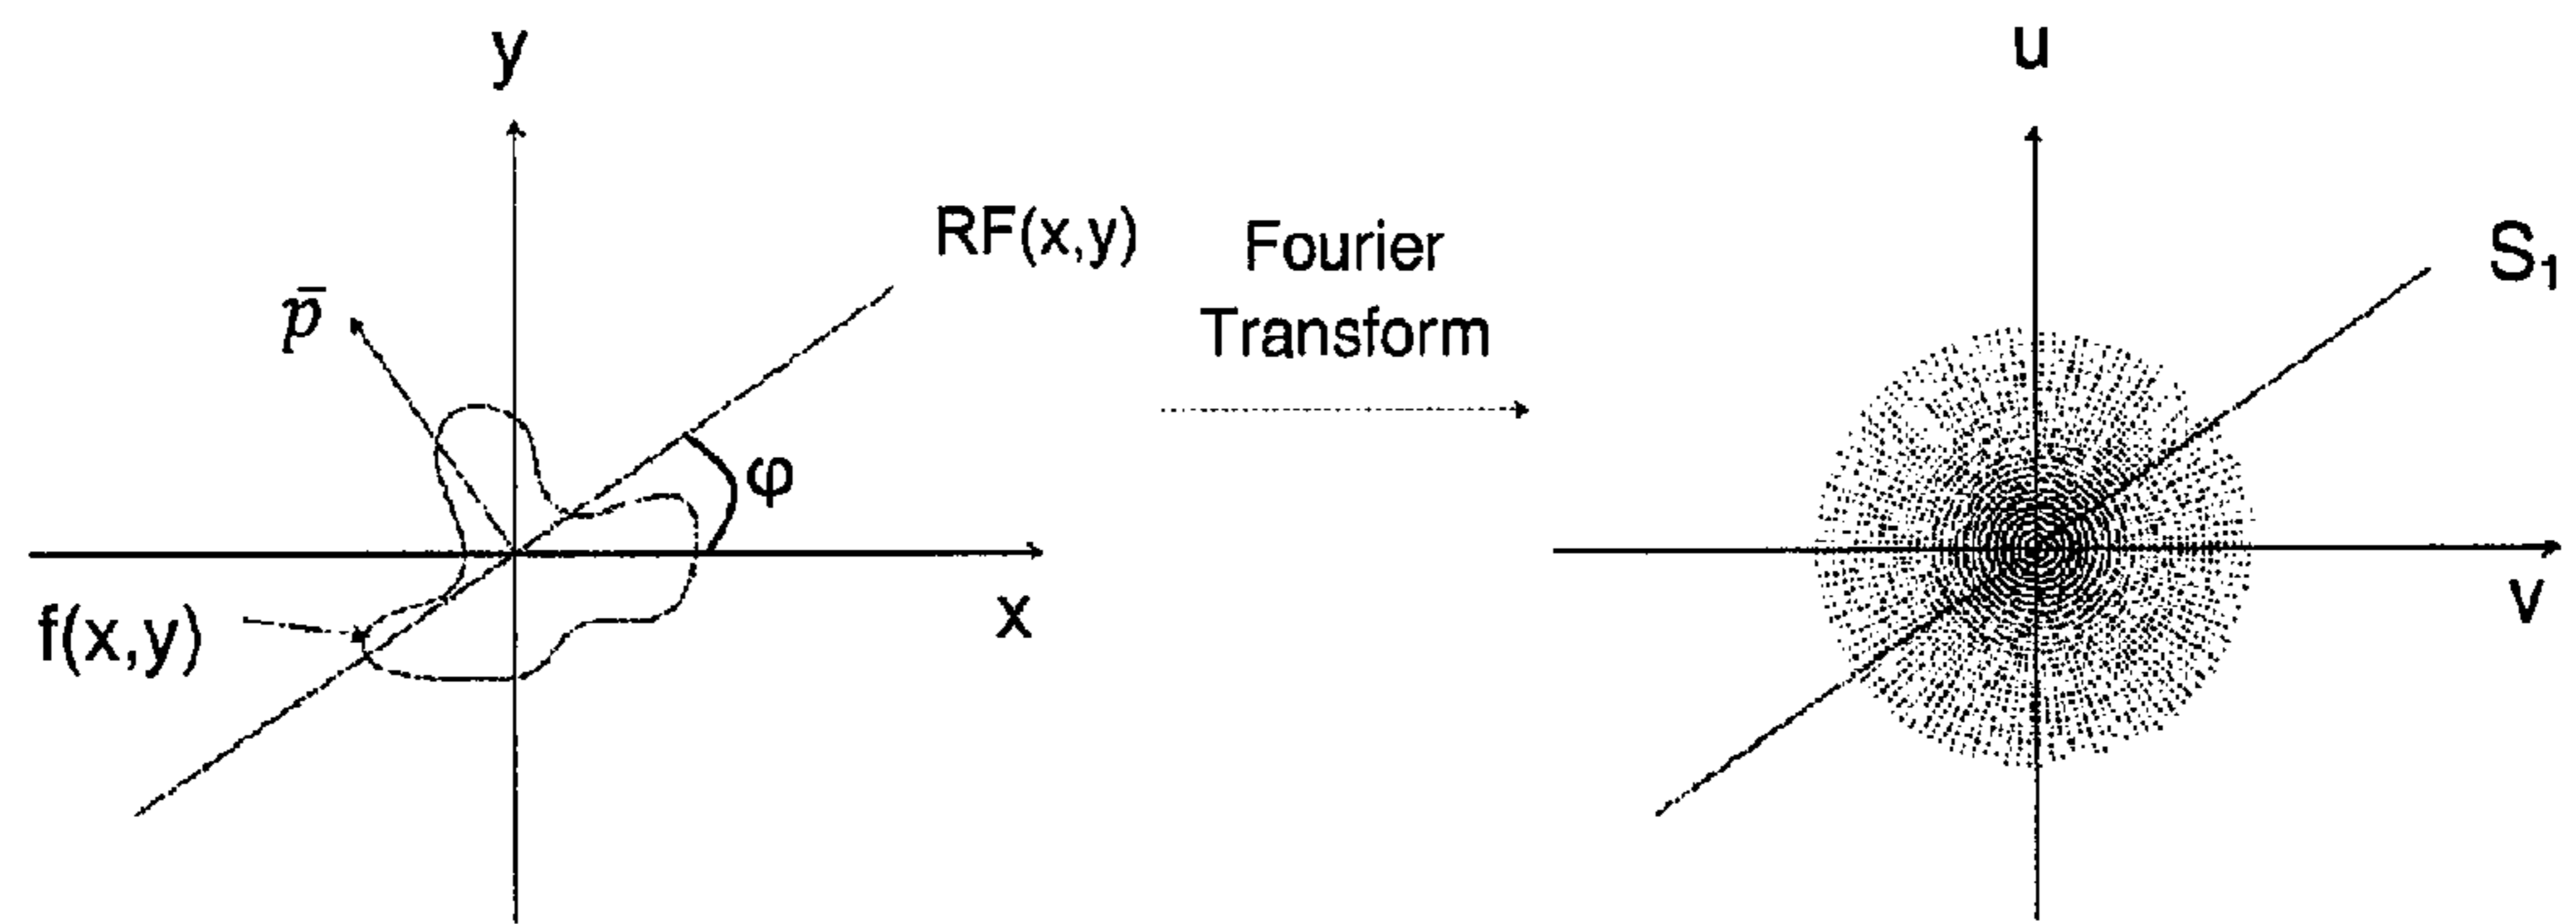 y
u
RF(x,y)
Fourier
Transform
S₁
p̄
φ
f(x,y)
x
v